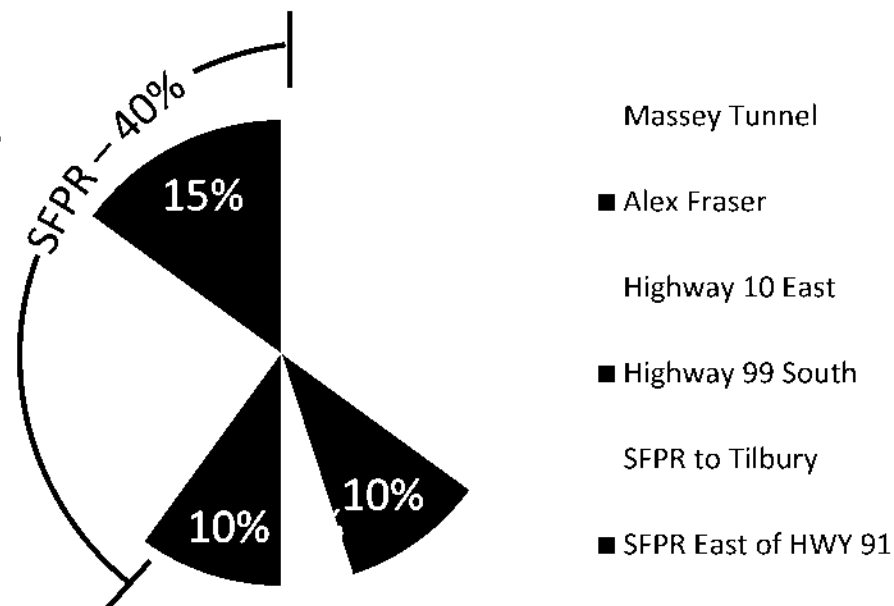 SFPR – 40%
15%
10%
10%
Massey Tunnel
Alex Fraser
Highway 10 East
Highway 99 South
SFPR to Tilbury
SFPR East of HWY 91